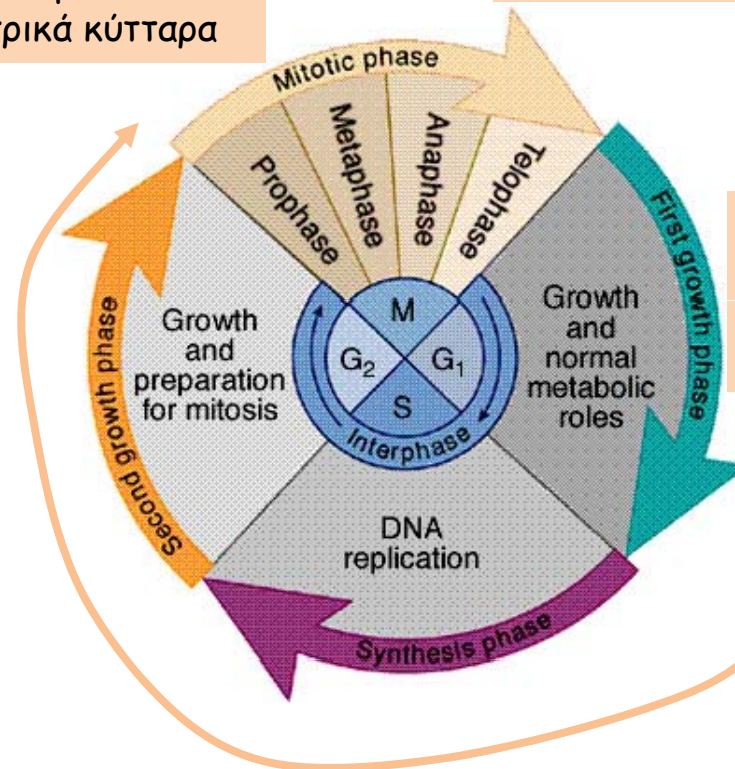 κύτταρα
Mitotic phase
Prophase
Metaphase
Anaphase
Telophase
First growth phase
Growth
and
normal
metabolic
roles
Growth
and
preparation
for mitosis
Second growth phase
M
G₂
G₁
S
Interphase
DNA
replication
Synthesis phase